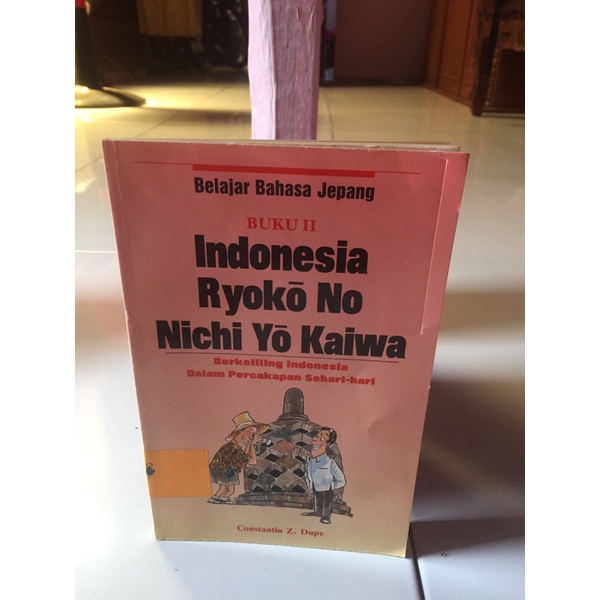 Belajar Bahasa Jepang
BUKU II
Indonesia
Ryokō No
Nichi Yō Kaiwa
Berkeliling Indonesia
Dalam Percakapan Sehari-hari
Constantin Z. Dupe